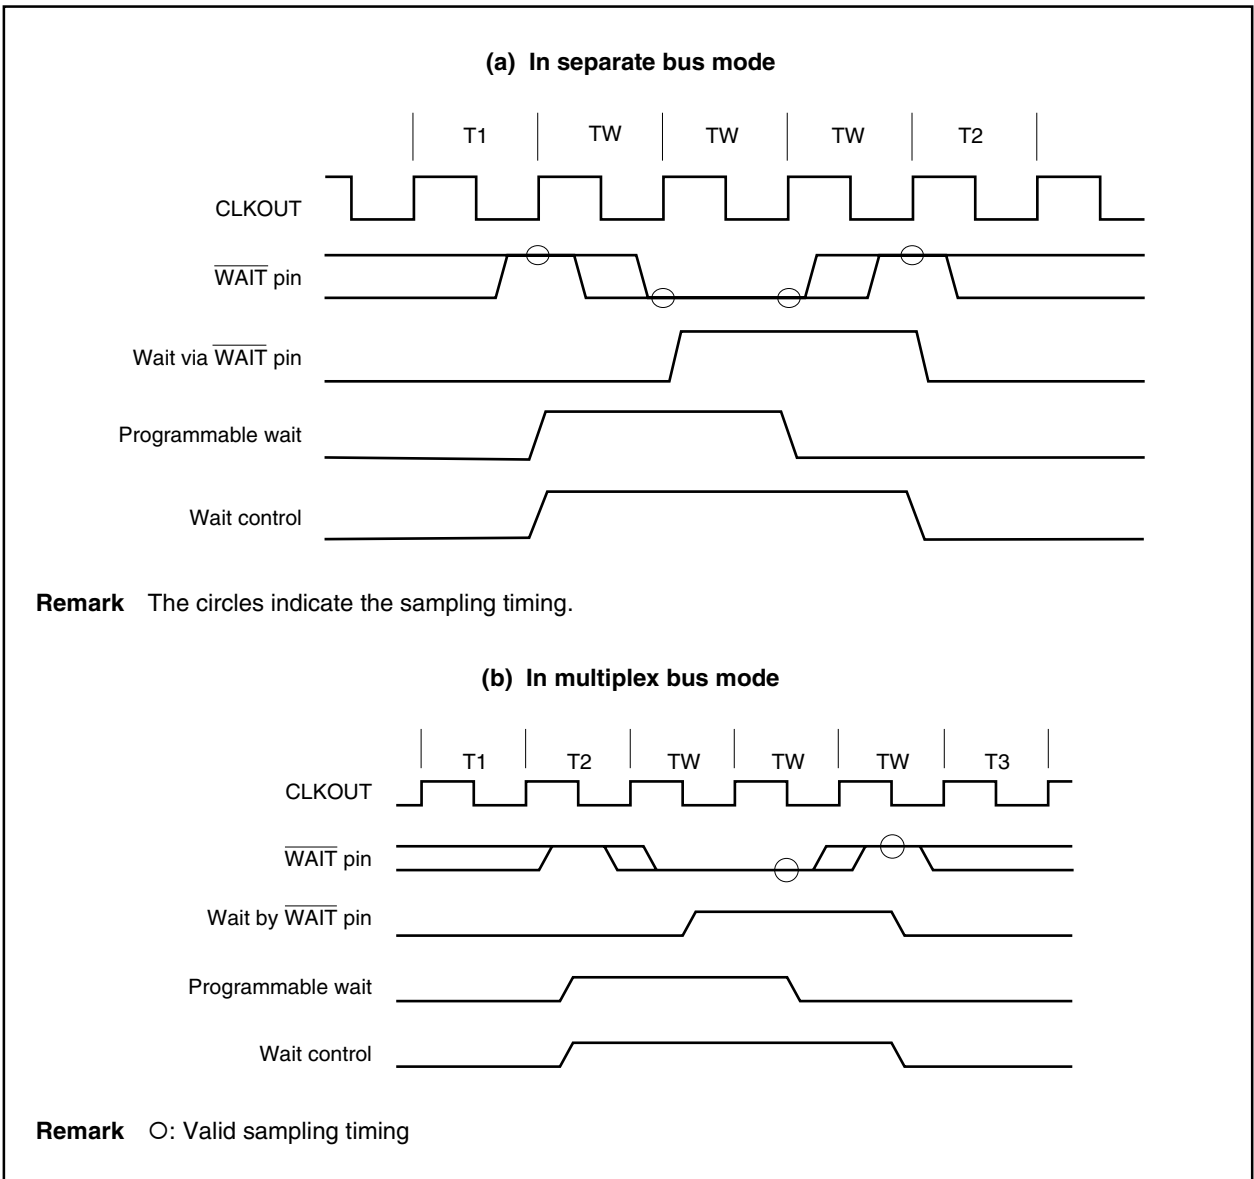 (a) In separate bus mode
T1 TW TW TW T2
CLKOUT
WAIT pin
Wait via WAIT pin
Programmable wait
Wait control
Remark The circles indicate the sampling timing.
(b) In multiplex bus mode
T1 T2 TW TW TW T3
CLKOUT
WAIT pin
Wait by WAIT pin
Programmable wait
Wait control
Remark ○: Valid sampling timing